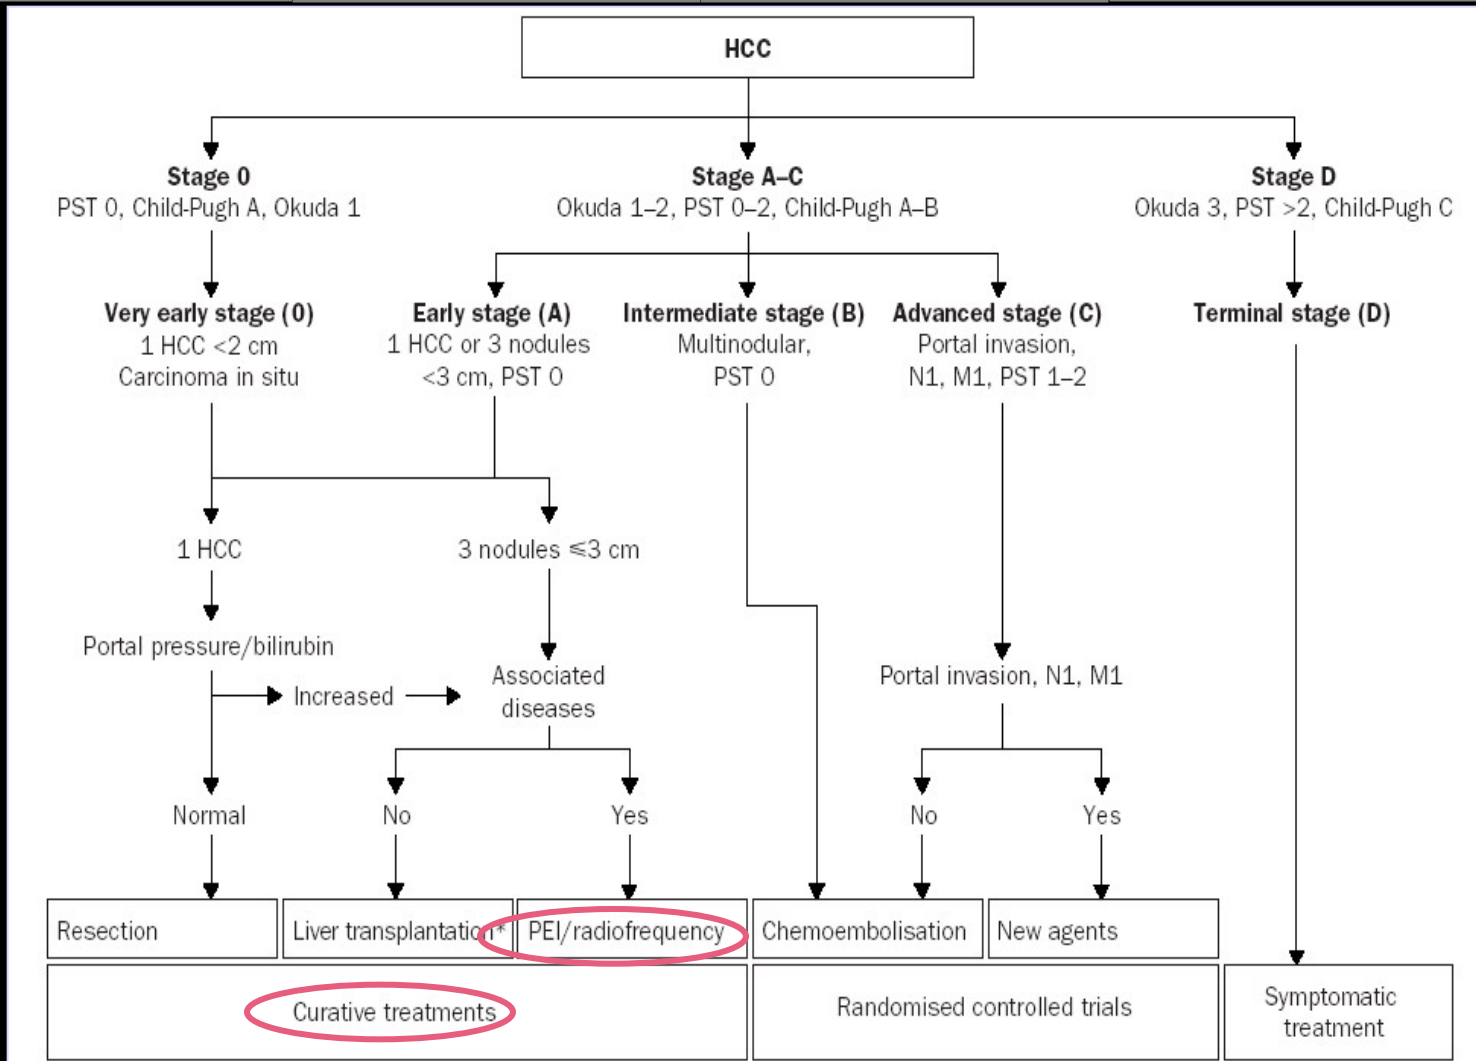 HCC
Stage 0
PST 0, Child-Pugh A, Okuda 1
Stage A–C
Okuda 1–2, PST 0–2, Child-Pugh A–B
Stage D
Okuda 3, PST >2, Child-Pugh C
Very early stage (0)
1 HCC <2 cm
Carcinoma in situ
Early stage (A)
1 HCC or 3 nodules
<3 cm, PST 0
Intermediate stage (B)
Multinodular,
PST 0
Advanced stage (C)
Portal invasion,
N1, M1, PST 1–2
Terminal stage (D)
1 HCC
3 nodules ⩽3 cm
Portal pressure/bilirubin
Increased
Associated
diseases
Portal invasion, N1, M1
Normal
No
Yes
No
Yes
Resection
Liver transplantation*
PEI/radiofrequency
Chemoembolisation
New agents
Curative treatments
Randomised controlled trials
Symptomatic
treatment